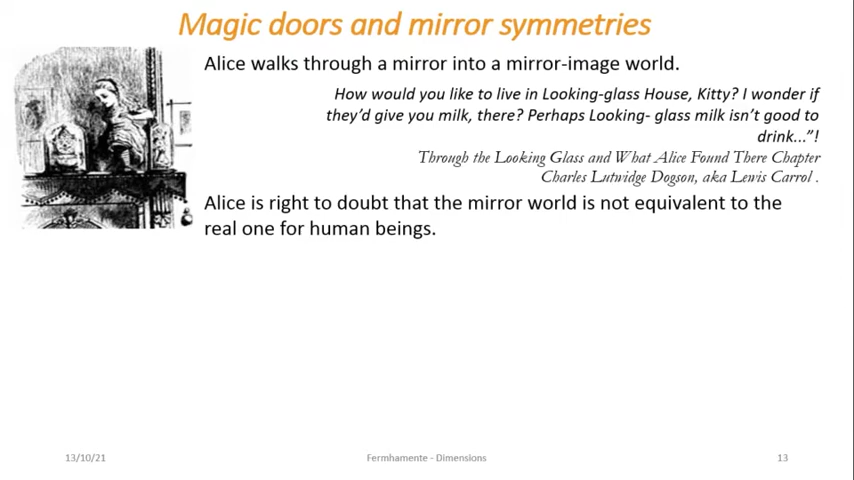 Magic doors and mirror symmetries
Alice walks through a mirror into a mirror-image world.
How would you like to live in Looking-glass House, Kitty? I wonder if
they’d give you milk, there? Perhaps Looking- glass milk isn’t good to
drink...”!
Through the Looking Glass and What Alice Found There Chapter
Charles Lutwidge Dogson, aka Lewis Carrol .
Alice is right to doubt that the mirror world is not equivalent to the
real one for human beings.
13/10/21
Fermhamente - Dimensions
13